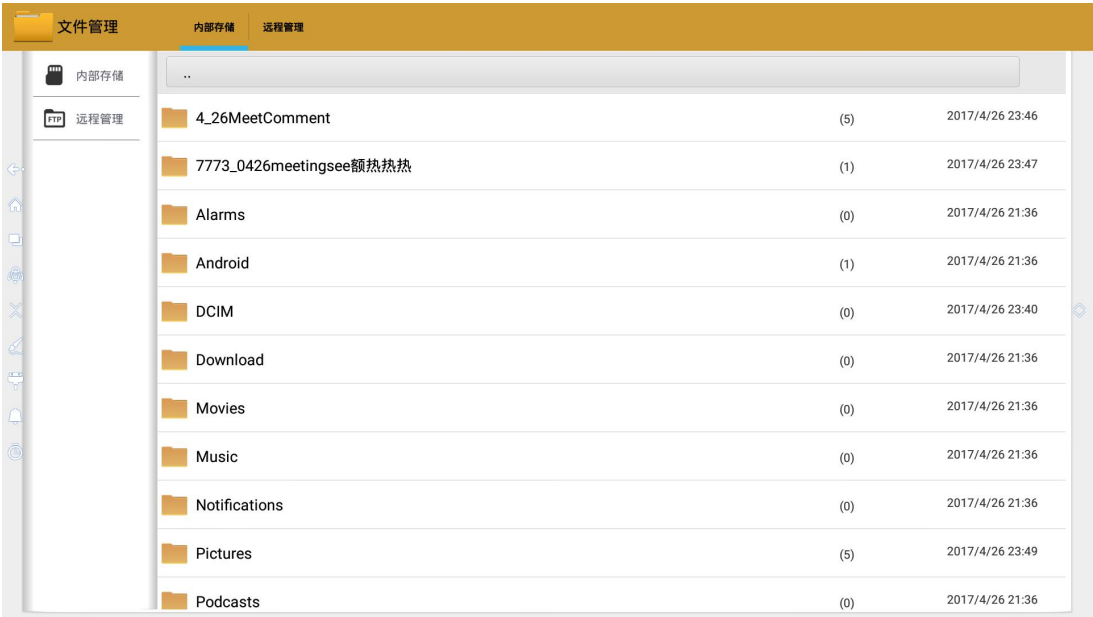 文件管理 内部存储 远程管理
内部存储
远程管理
..
4_26MeetComment (5) 2017/4/26 23:46
7773_0426meetingsee额热热热 (1) 2017/4/26 23:47
Alarms (0) 2017/4/26 21:36
Android (1) 2017/4/26 21:36
DCIM (0) 2017/4/26 23:40
Download (0) 2017/4/26 21:36
Movies (0) 2017/4/26 21:36
Music (0) 2017/4/26 21:36
Notifications (0) 2017/4/26 21:36
Pictures (5) 2017/4/26 23:49
Podcasts (0) 2017/4/26 21:36
FTP